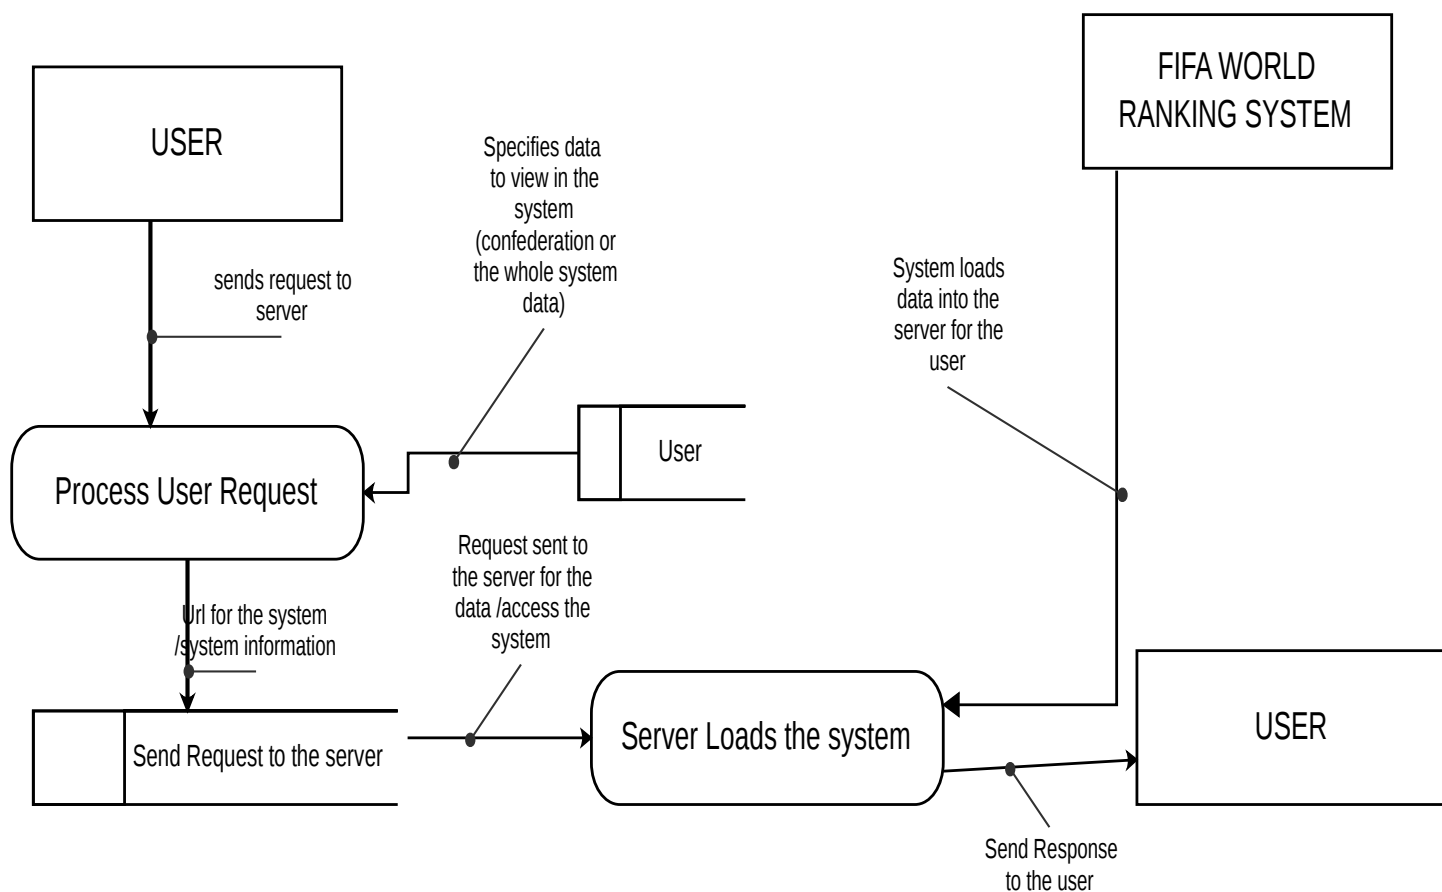 FIFA WORLD
RANKING SYSTEM
USER
Specifies data
to view in the
system
(confederation or
the whole system
data)
sends request to
server
System loads
data into the
server for the
user
User
Process User Request
Request sent to
the server for the
data /access the
system
Url for the system
/system information
Send Request to the server
Server Loads the system
USER
Send Response
to the user